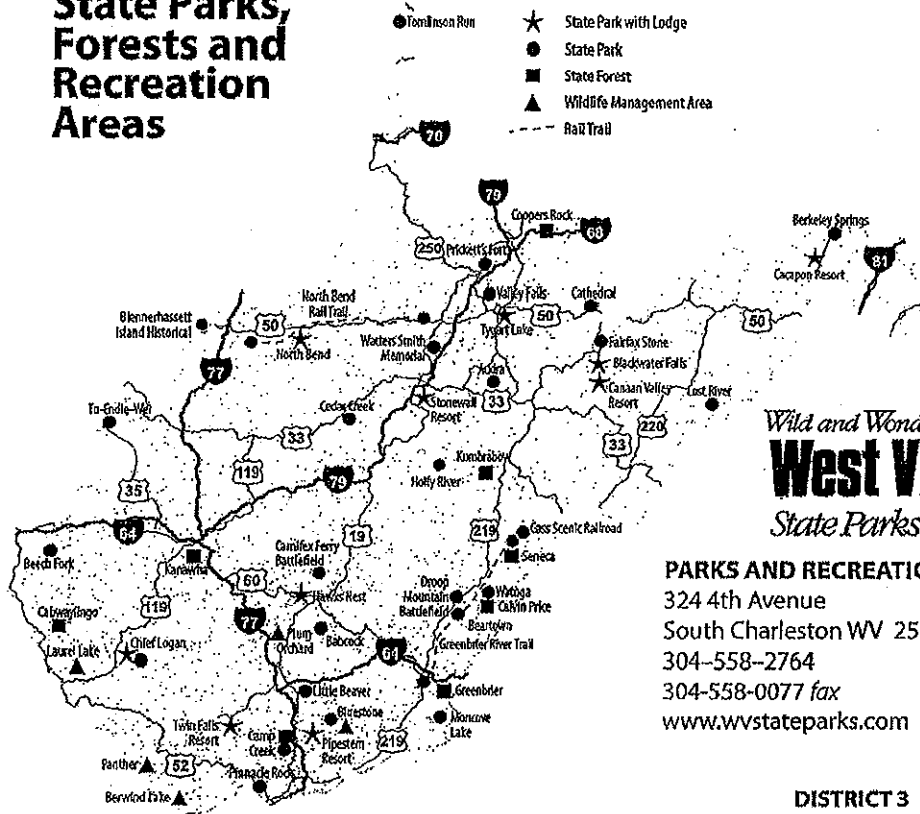 State Parks,
Forests and
Recreation
Areas
Tomlinson Run
State Park with Lodge
State Park
State Forest
Wildlife Management Area
Rail Trail
70
79
Coopers Rock
68
Berkeley Springs
81
Cacapon Resort
250
Prickett's Fort
Valley Falls
Cathedral
North Bend
Rail Trail
Blennerhassett
Island Historical
50
50
50
Tygart Lake
North Bend
Watters Smith
Memorial
Fairfax Stone
Blackwater Falls
77
Audra
Canaan Valley
Resort
Lost River
Tu-Endie-Wei
Cedar Creek
Stonewall
Resort
33
220
33
33
119
Kumbrabow
Holly River
79
35
19
219
Cass Scenic Railroad
64
Seneca
Beech Fork
Kanawha
Carnifex Ferry
Battlefield
60
Hawks Nest
Droop
Mountain
Battlefield
Watoga
Calvin Price
Beartown
Greenbrier River Trail
Cabwaylingo
119
77
Plum
Orchard
Babcock
64
Laurel Lake
Chief Logan
Little Beaver
Greenbrier
Bluestone
Moncove
Lake
Twin Falls
Resort
Camp
Creek
Pipestem
Resort
219
Panther
52
Pinnacle Rock
Berwind Lake
Wild and Wond
West V
State Parks
PARKS AND RECREATIO
324 4th Avenue
South Charleston WV 25
304--558--2764
304-558-0077 fax
www.wvstateparks.com
DISTRICT 3